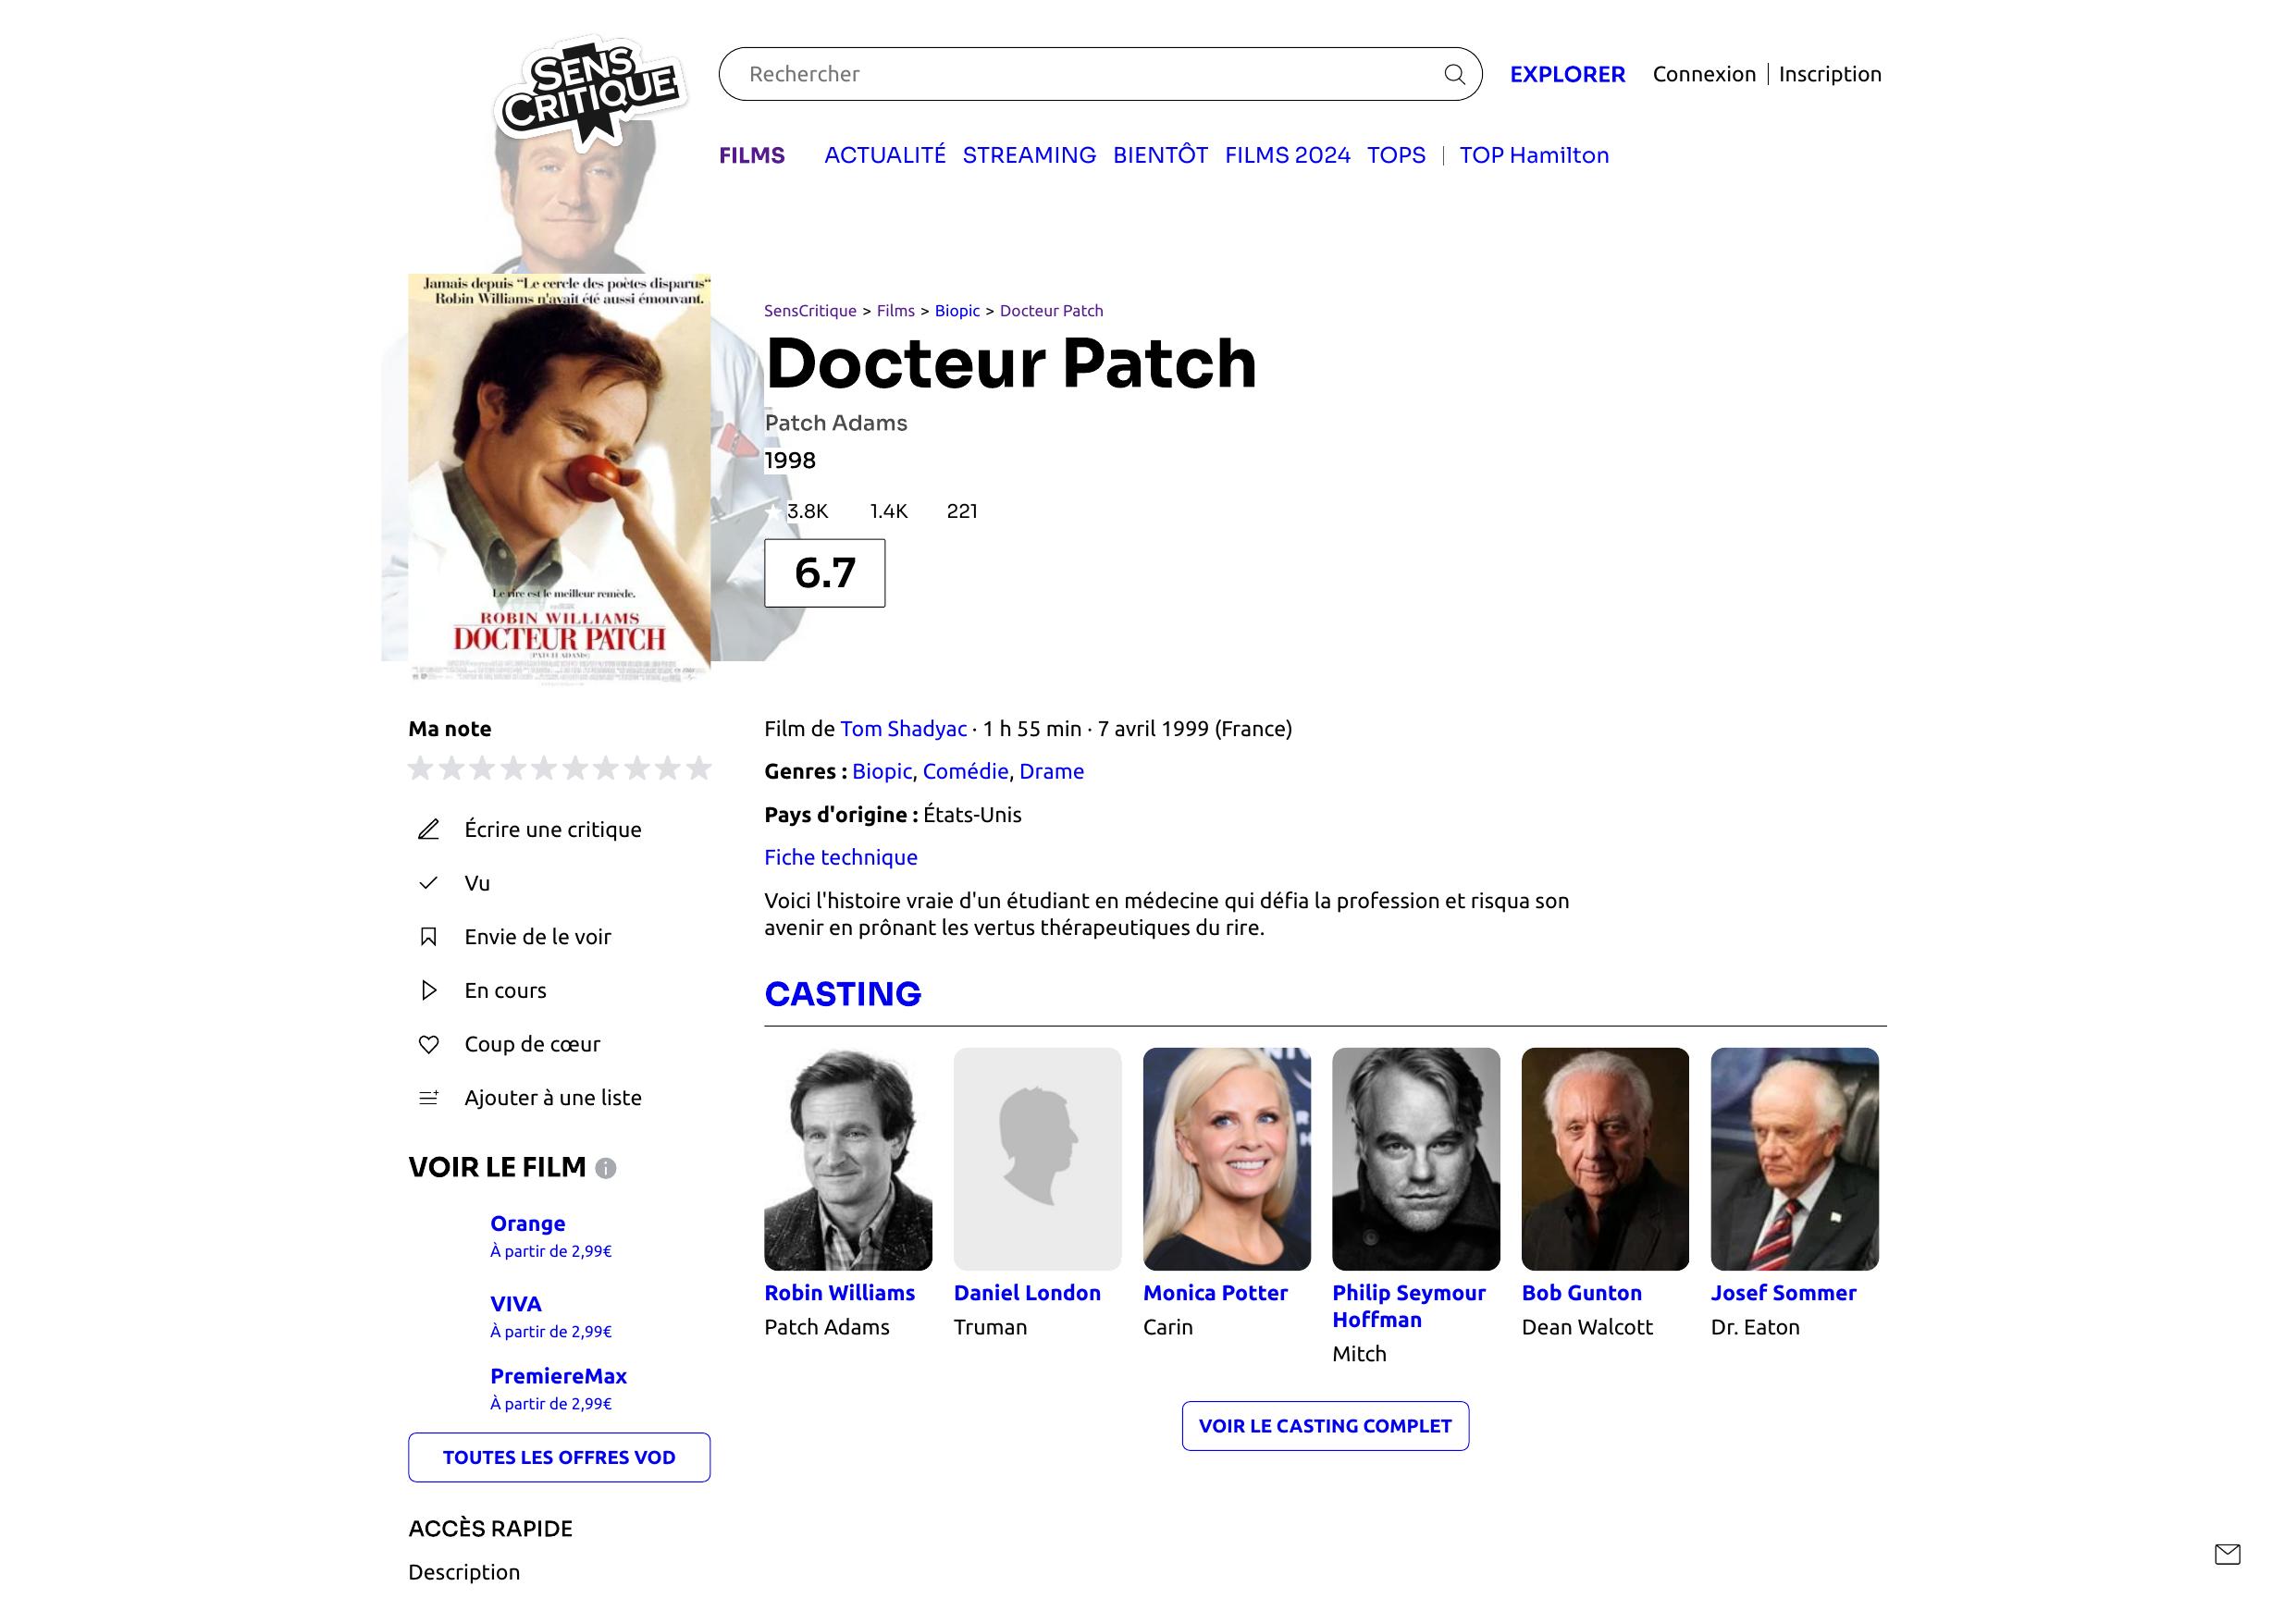 SENS
CRITIQUE
Rechercher
EXPLORER
Connexion
Inscription
FILMS
ACTUALITÉ
STREAMING
BIENTÔT
FILMS 2024
TOPS
TOP Hamilton
Jamais depuis "Le cercle des poètes disparus"
Robin Williams n'avait été aussi émouvant.
Le rire est le meilleur remède.
ROBIN WILLIAMS
DOCTEUR PATCH
(PATCH ADAMS)
SensCritique > Films > Biopic > Docteur Patch
Docteur Patch
Patch Adams
1998
3.8K
1.4K
221
6.7
Ma note
Écrire une critique
Vu
Envie de le voir
En cours
Coup de cœur
Ajouter à une liste
VOIR LE FILM
Orange
À partir de 2,99€
VIVA
À partir de 2,99€
PremiereMax
À partir de 2,99€
TOUTES LES OFFRES VOD
ACCÈS RAPIDE
Description
Film de Tom Shadyac · 1 h 55 min · 7 avril 1999 (France)
Genres : Biopic, Comédie, Drame
Pays d'origine : États-Unis
Fiche technique
Voici l'histoire vraie d'un étudiant en médecine qui défia la profession et risqua son
avenir en prônant les vertus thérapeutiques du rire.
CASTING
Robin Williams
Patch Adams
Daniel London
Truman
Monica Potter
Carin
Philip Seymour
Hoffman
Mitch
Bob Gunton
Dean Walcott
Josef Sommer
Dr. Eaton
VOIR LE CASTING COMPLET